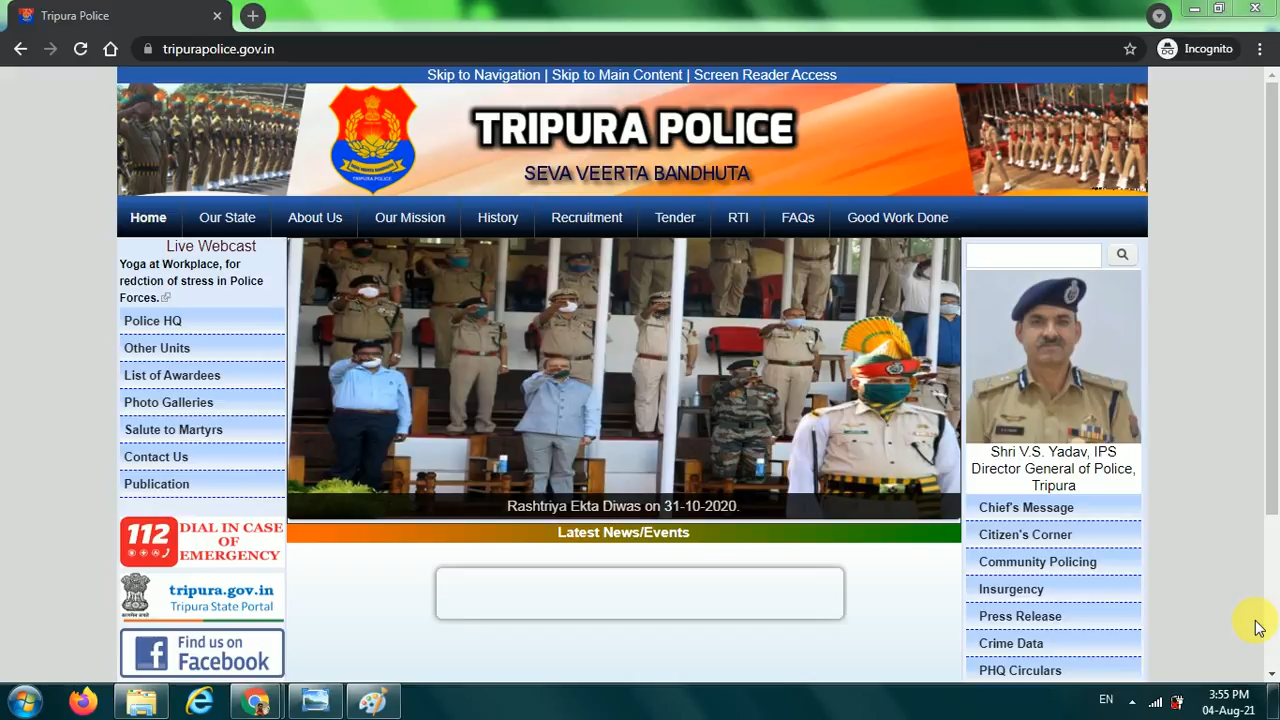 Tripura Police
tripurapolice.gov.in
Incognito
Skip to Navigation | Skip to Main Content | Screen Reader Access
TRIPURA POLICE
SEVA VEERTA BANDHUTA
TRIPURA POLICE
SEVA VEERTA BANDHUTA
Home
Our State
About Us
Our Mission
History
Recruitment
Tender
RTI
FAQs
Good Work Done
Live Webcast
Yoga at Workplace, for
redction of stress in Police
Forces.
Police HQ
Other Units
List of Awardees
Photo Galleries
Salute to Martyrs
Contact Us
Publication
112
DIAL IN CASE
OF
EMERGENCY
tripura.gov.in
Tripura State Portal
Find us on
Facebook
Rashtriya Ekta Diwas on 31-10-2020.
Latest News/Events
Shri V.S. Yadav, IPS
Director General of Police,
Tripura
Chief's Message
Citizen's Corner
Community Policing
Insurgency
Press Release
Crime Data
PHQ Circulars
EN
3:55 PM
04-Aug-21